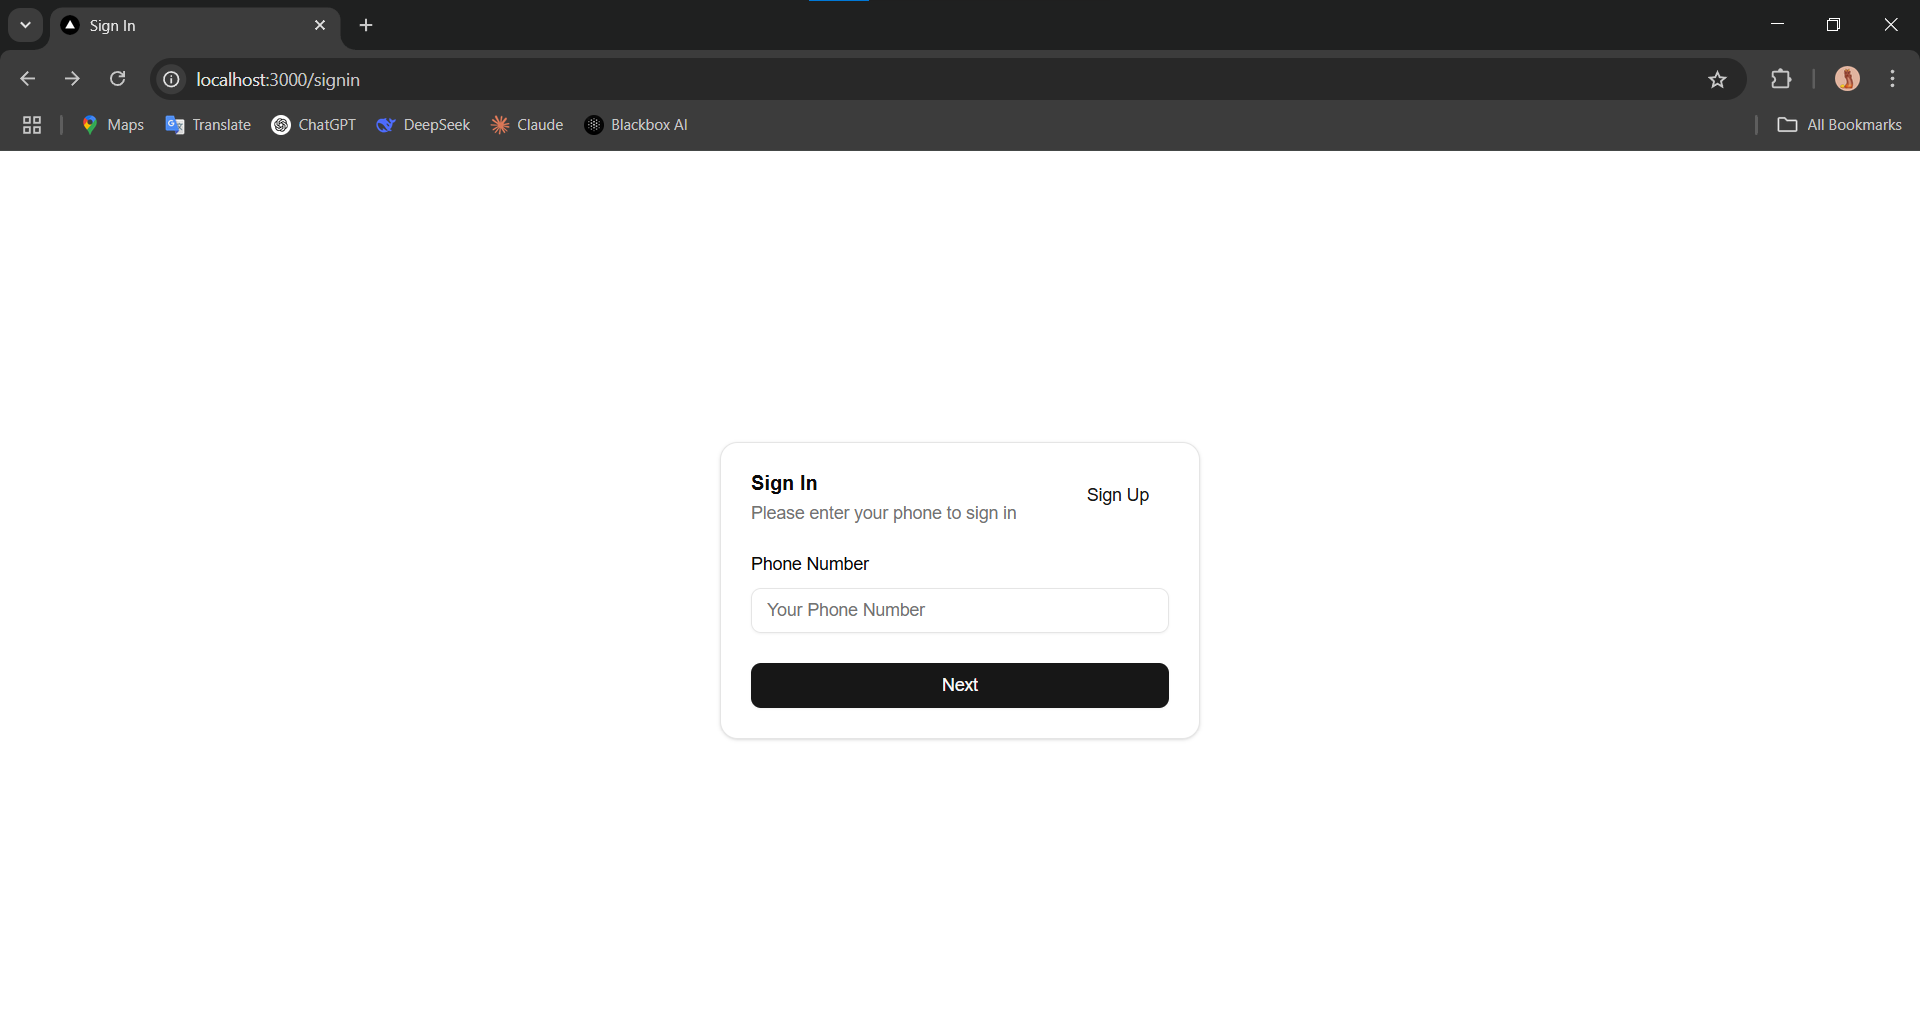 Sign In
localhost:3000/signin
Maps
Translate
ChatGPT
DeepSeek
Claude
Blackbox AI
All Bookmarks
Sign In
Sign Up
Please enter your phone to sign in
Phone Number
Your Phone Number
Next